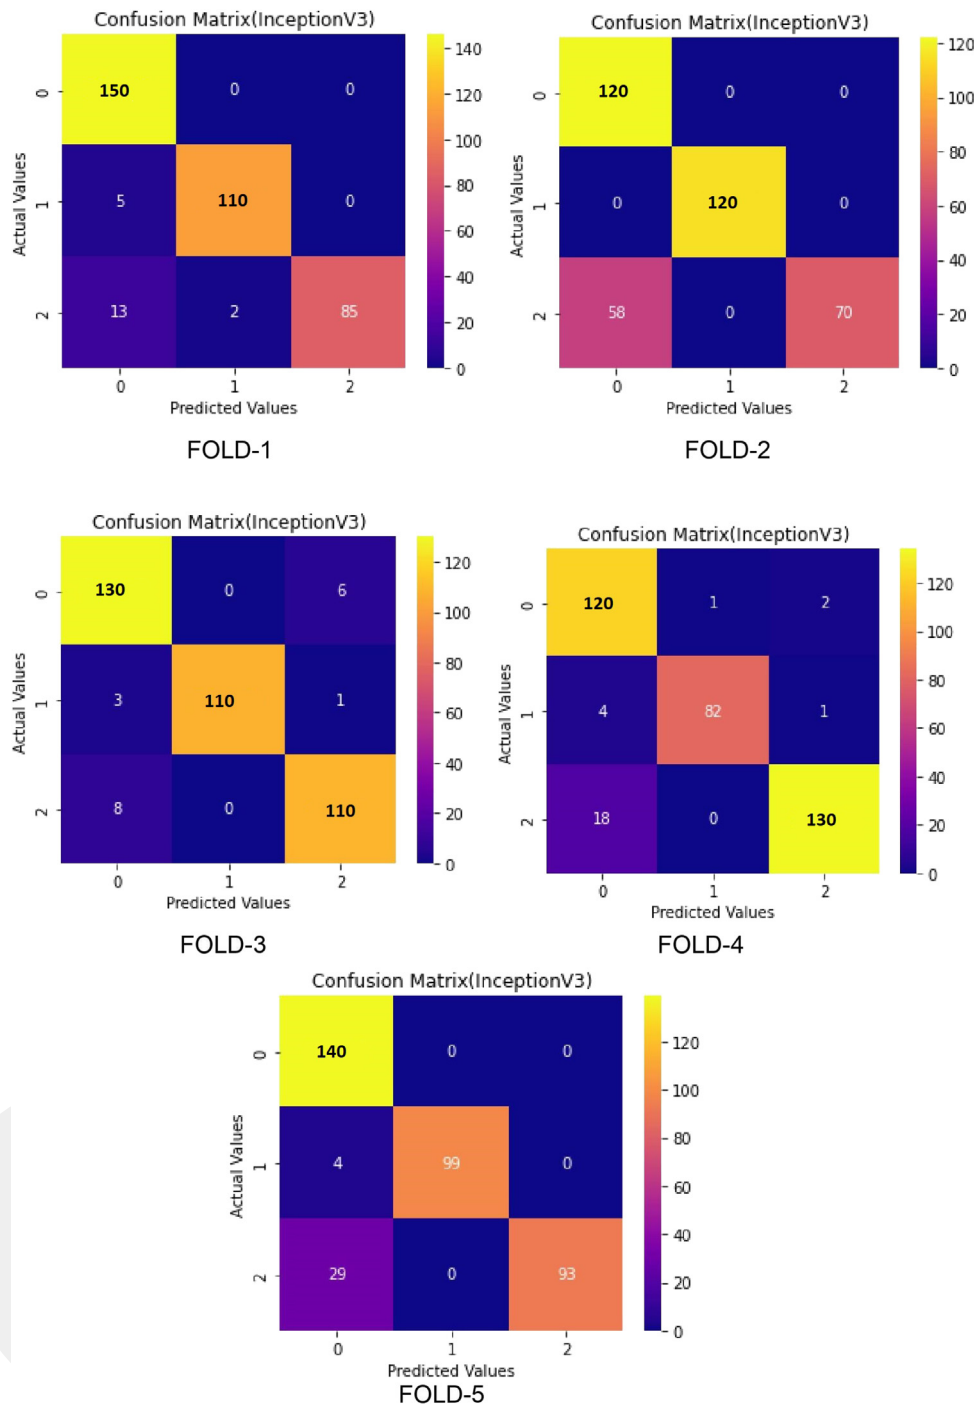 Confusion Matrix(InceptionV3)
Actual Values
0 150 0 0
1 5 110 0
2 13 2 85
0 1 2
Predicted Values
140
120
100
80
60
40
20
0
FOLD-1
Confusion Matrix(InceptionV3)
Actual Values
0 120 0 0
1 0 120 0
2 58 0 70
0 1 2
Predicted Values
120
100
80
60
40
20
0
FOLD-2
Confusion Matrix(InceptionV3)
Actual Values
0 130 0 6
1 3 110 1
2 8 0 110
0 1 2
Predicted Values
120
100
80
60
40
20
0
FOLD-3
Confusion Matrix(InceptionV3)
Actual Values
0 120 1 2
1 4 82 1
2 18 0 130
0 1 2
Predicted Values
120
100
80
60
40
20
0
FOLD-4
Confusion Matrix(InceptionV3)
Actual Values
0 140 0 0
1 4 99 0
2 29 0 93
0 1 2
Predicted Values
120
100
80
60
40
20
0
FOLD-5